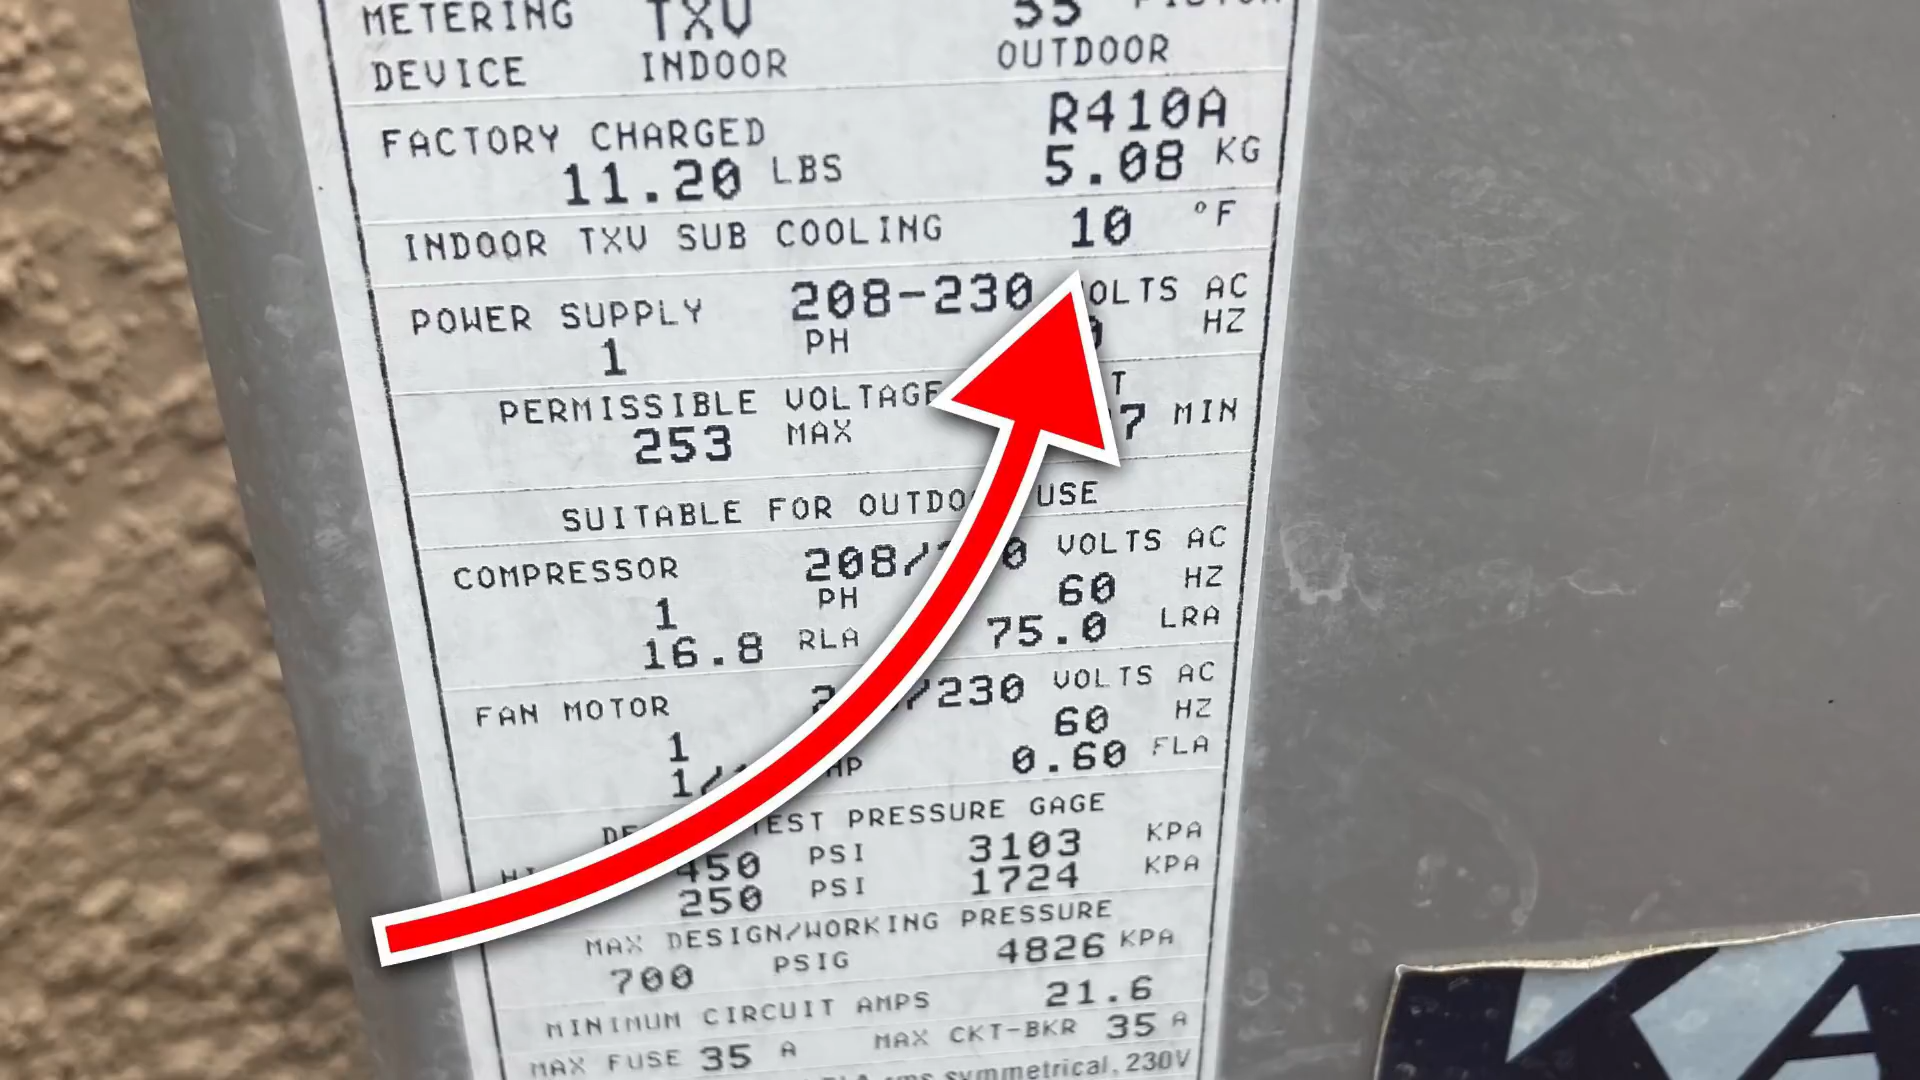 METERING TXV
DEVICE INDOOR OUTDOOR
FACTORY CHARGED R410A
11.20 LBS 5.08 KG
INDOOR TXV SUB COOLING 10 °F
POWER SUPPLY 208-230 VOLTS AC
1 PH HZ
PERMISSIBLE VOLTAGE
253 MAX MIN
SUITABLE FOR OUTDOOR USE
COMPRESSOR VOLTS AC
1 PH 60 HZ
16.8 RLA 75.0 LRA
FAN MOTOR /230 VOLTS AC
1 60 HZ
HP 0.60 FLA
TEST PRESSURE GAGE
450 PSI 3103 KPA
250 PSI 1724 KPA
MAX DESIGN/WORKING PRESSURE
700 PSIG 4826 KPA
MINIMUM CIRCUIT AMPS 21.6
MAX FUSE 35 A MAX CKT-BKR 35 A
symmetrical, 230V
KA